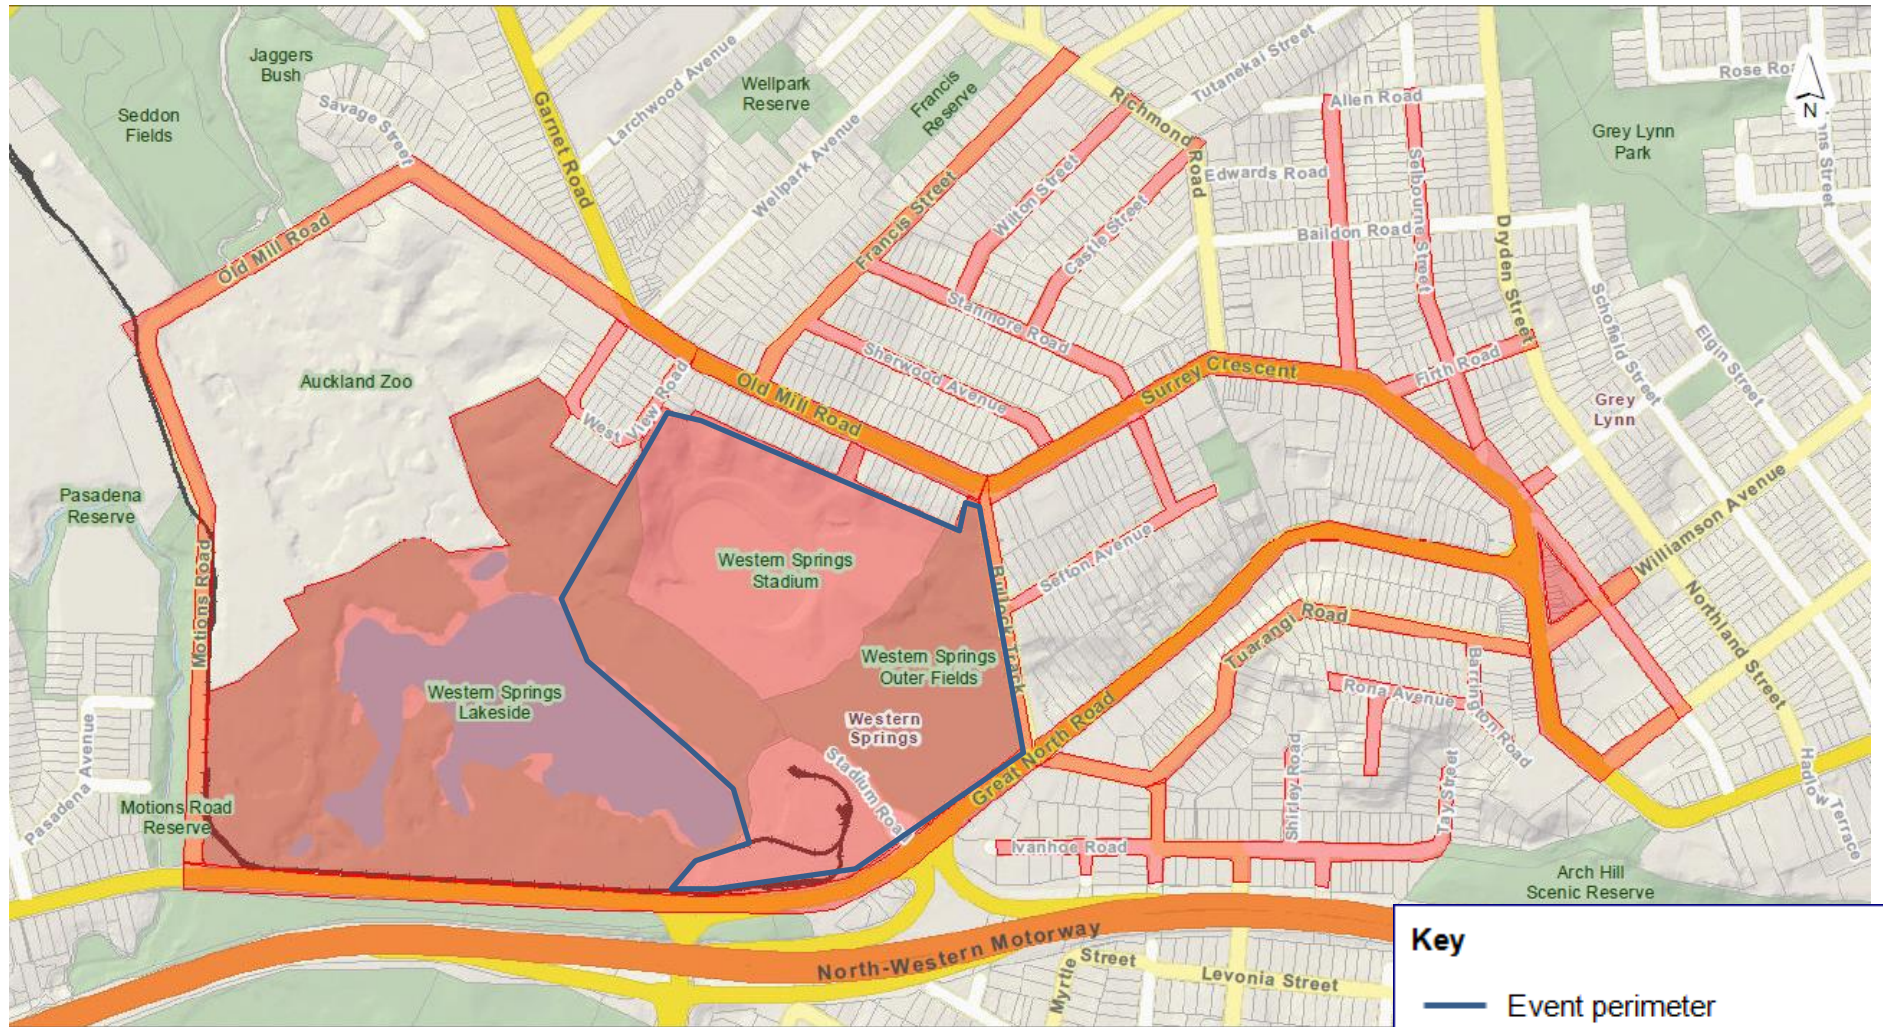 Jaggers
Bush
Seddon
Fields
Savage Street
Garnet Road
Larchwood Avenue
Wellpark
Reserve
Wellpark Avenue
Francis
Reserve
Richmond
Road
Tutanekai Street
Allen Road
Rose Roa
N
Grey Lynn
Park
Edwards Road
Selbourne Street
Baildon Road
Dryden Street
Schofield Street
Elgin Street
Old Mill Road
Francis Street
Wilton Street
Castle Street
Stanmore Road
Sherwood Avenue
Surrey Crescent
Firth Road
Grey
Lynn
Auckland Zoo
West View Road
Old Mill Road
Pasadena
Reserve
Motions Road
Western Springs
Stadium
Bullock Track
Sefton Avenue
Williamson Avenue
Northland Street
Tuarangi Road
Western Springs
Outer Fields
Western Springs
Lakeside
Western
Springs
Stadium Roa
Great North Road
Rona Avenue
Barrington Road
Shirley Road
Tay Street
Hadlow Terrace
Pasadena Avenue
Motions Road
Reserve
Ivanhoe Road
Arch Hill
Scenic Reserve
North-Western Motorway
Myrtle Street
Levonia Street
Key
Event perimeter